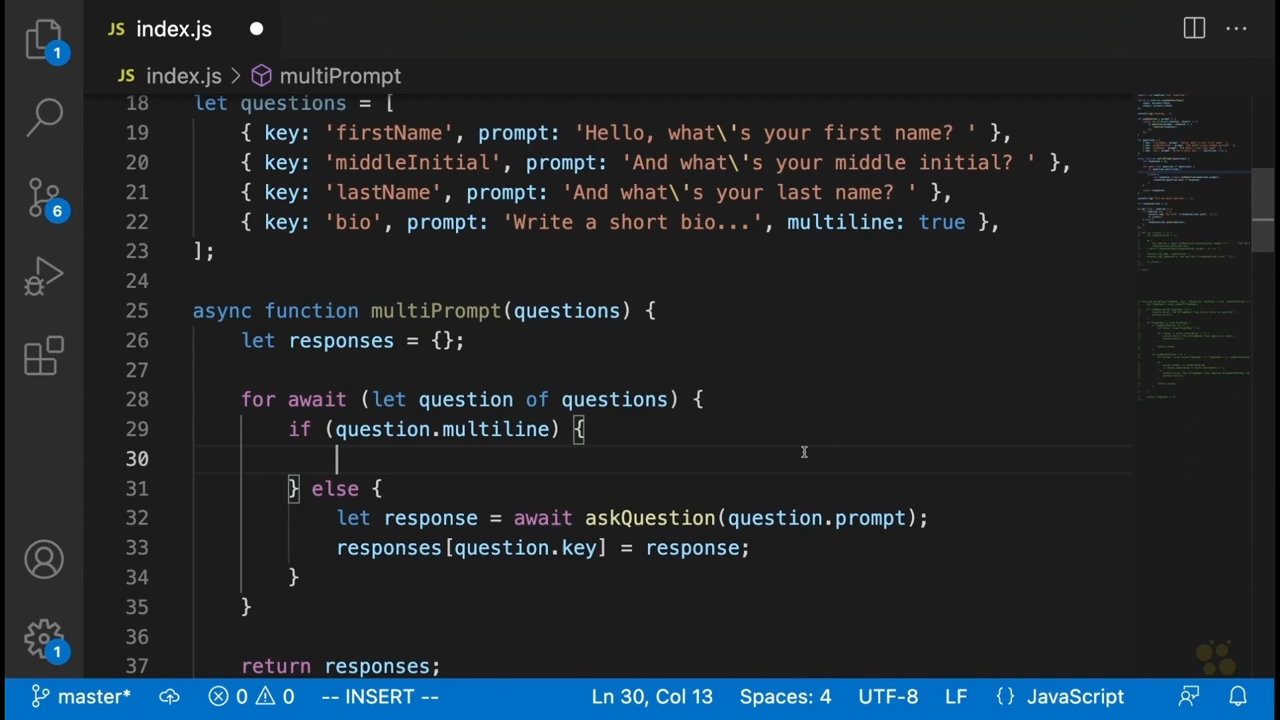 JS index.js
JS index.js > multiPrompt
1
6
1
18 let questions = [
19 { key: 'firstName', prompt: 'Hello, what\'s your first name? ' },
20 { key: 'middleInitial', prompt: 'And what\'s your middle initial? ' },
21 { key: 'lastName', prompt: 'And what\'s your last name? ' },
22 { key: 'bio', prompt: 'Write a short bio...', multiline: true },
23 ];
24
25 async function multiPrompt(questions) {
26 let responses = {};
27
28 for await (let question of questions) {
29 if (question.multiline) {
30
31 } else {
32 let response = await askQuestion(question.prompt);
33 responses[question.key] = response;
34 }
35 }
36
37 return responses;
master* 0 0 -- INSERT -- Ln 30, Col 13 Spaces: 4 UTF-8 LF {} JavaScript